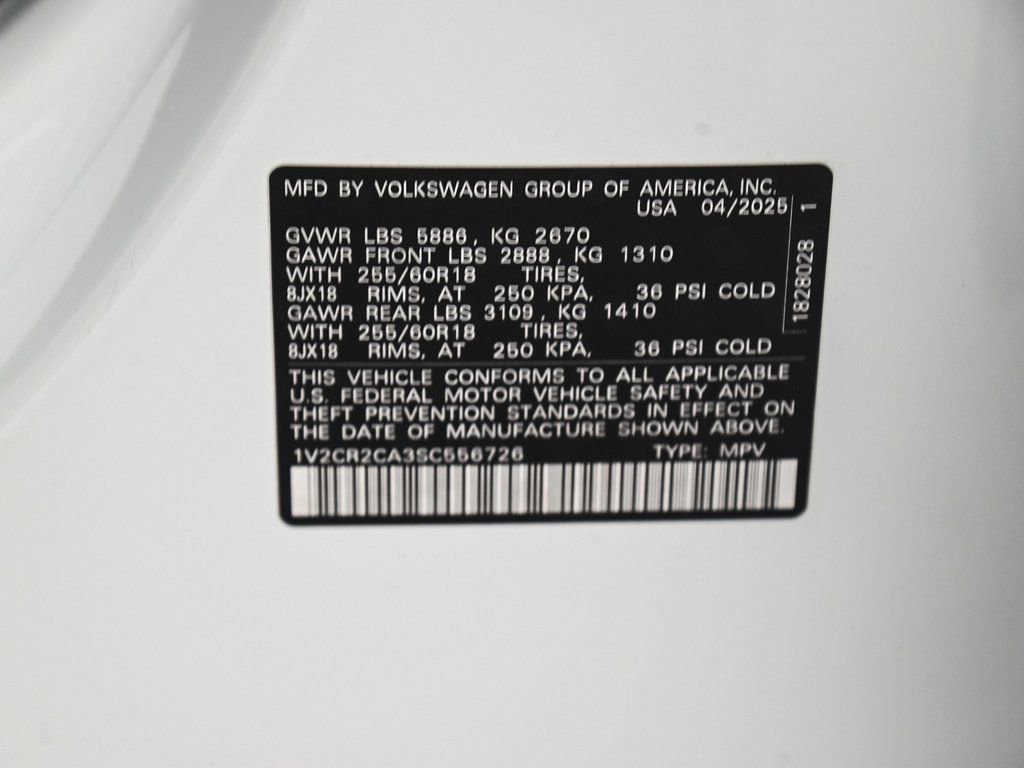 MFD BY VOLKSWAGEN GROUP OF AMERICA, INC.
USA 04/2025
GVWR LBS 5886, KG 2670
GAWR FRONT LBS 2888, KG 1310
WITH 255/60R18 TIRES,
8JX18 RIMS, AT 250 KPA, 36 PSI COLD
GAWR REAR LBS 3109, KG 1410
WITH 255/60R18 TIRES,
8JX18 RIMS, AT 250 KPA, 36 PSI COLD
THIS VEHICLE CONFORMS TO ALL APPLICABLE
U.S. FEDERAL MOTOR VEHICLE SAFETY AND
THEFT PREVENTION STANDARDS IN EFFECT ON
THE DATE OF MANUFACTURE SHOWN ABOVE.
1V2CR2CA3SC556726 TYPE: MPV
1828028 1